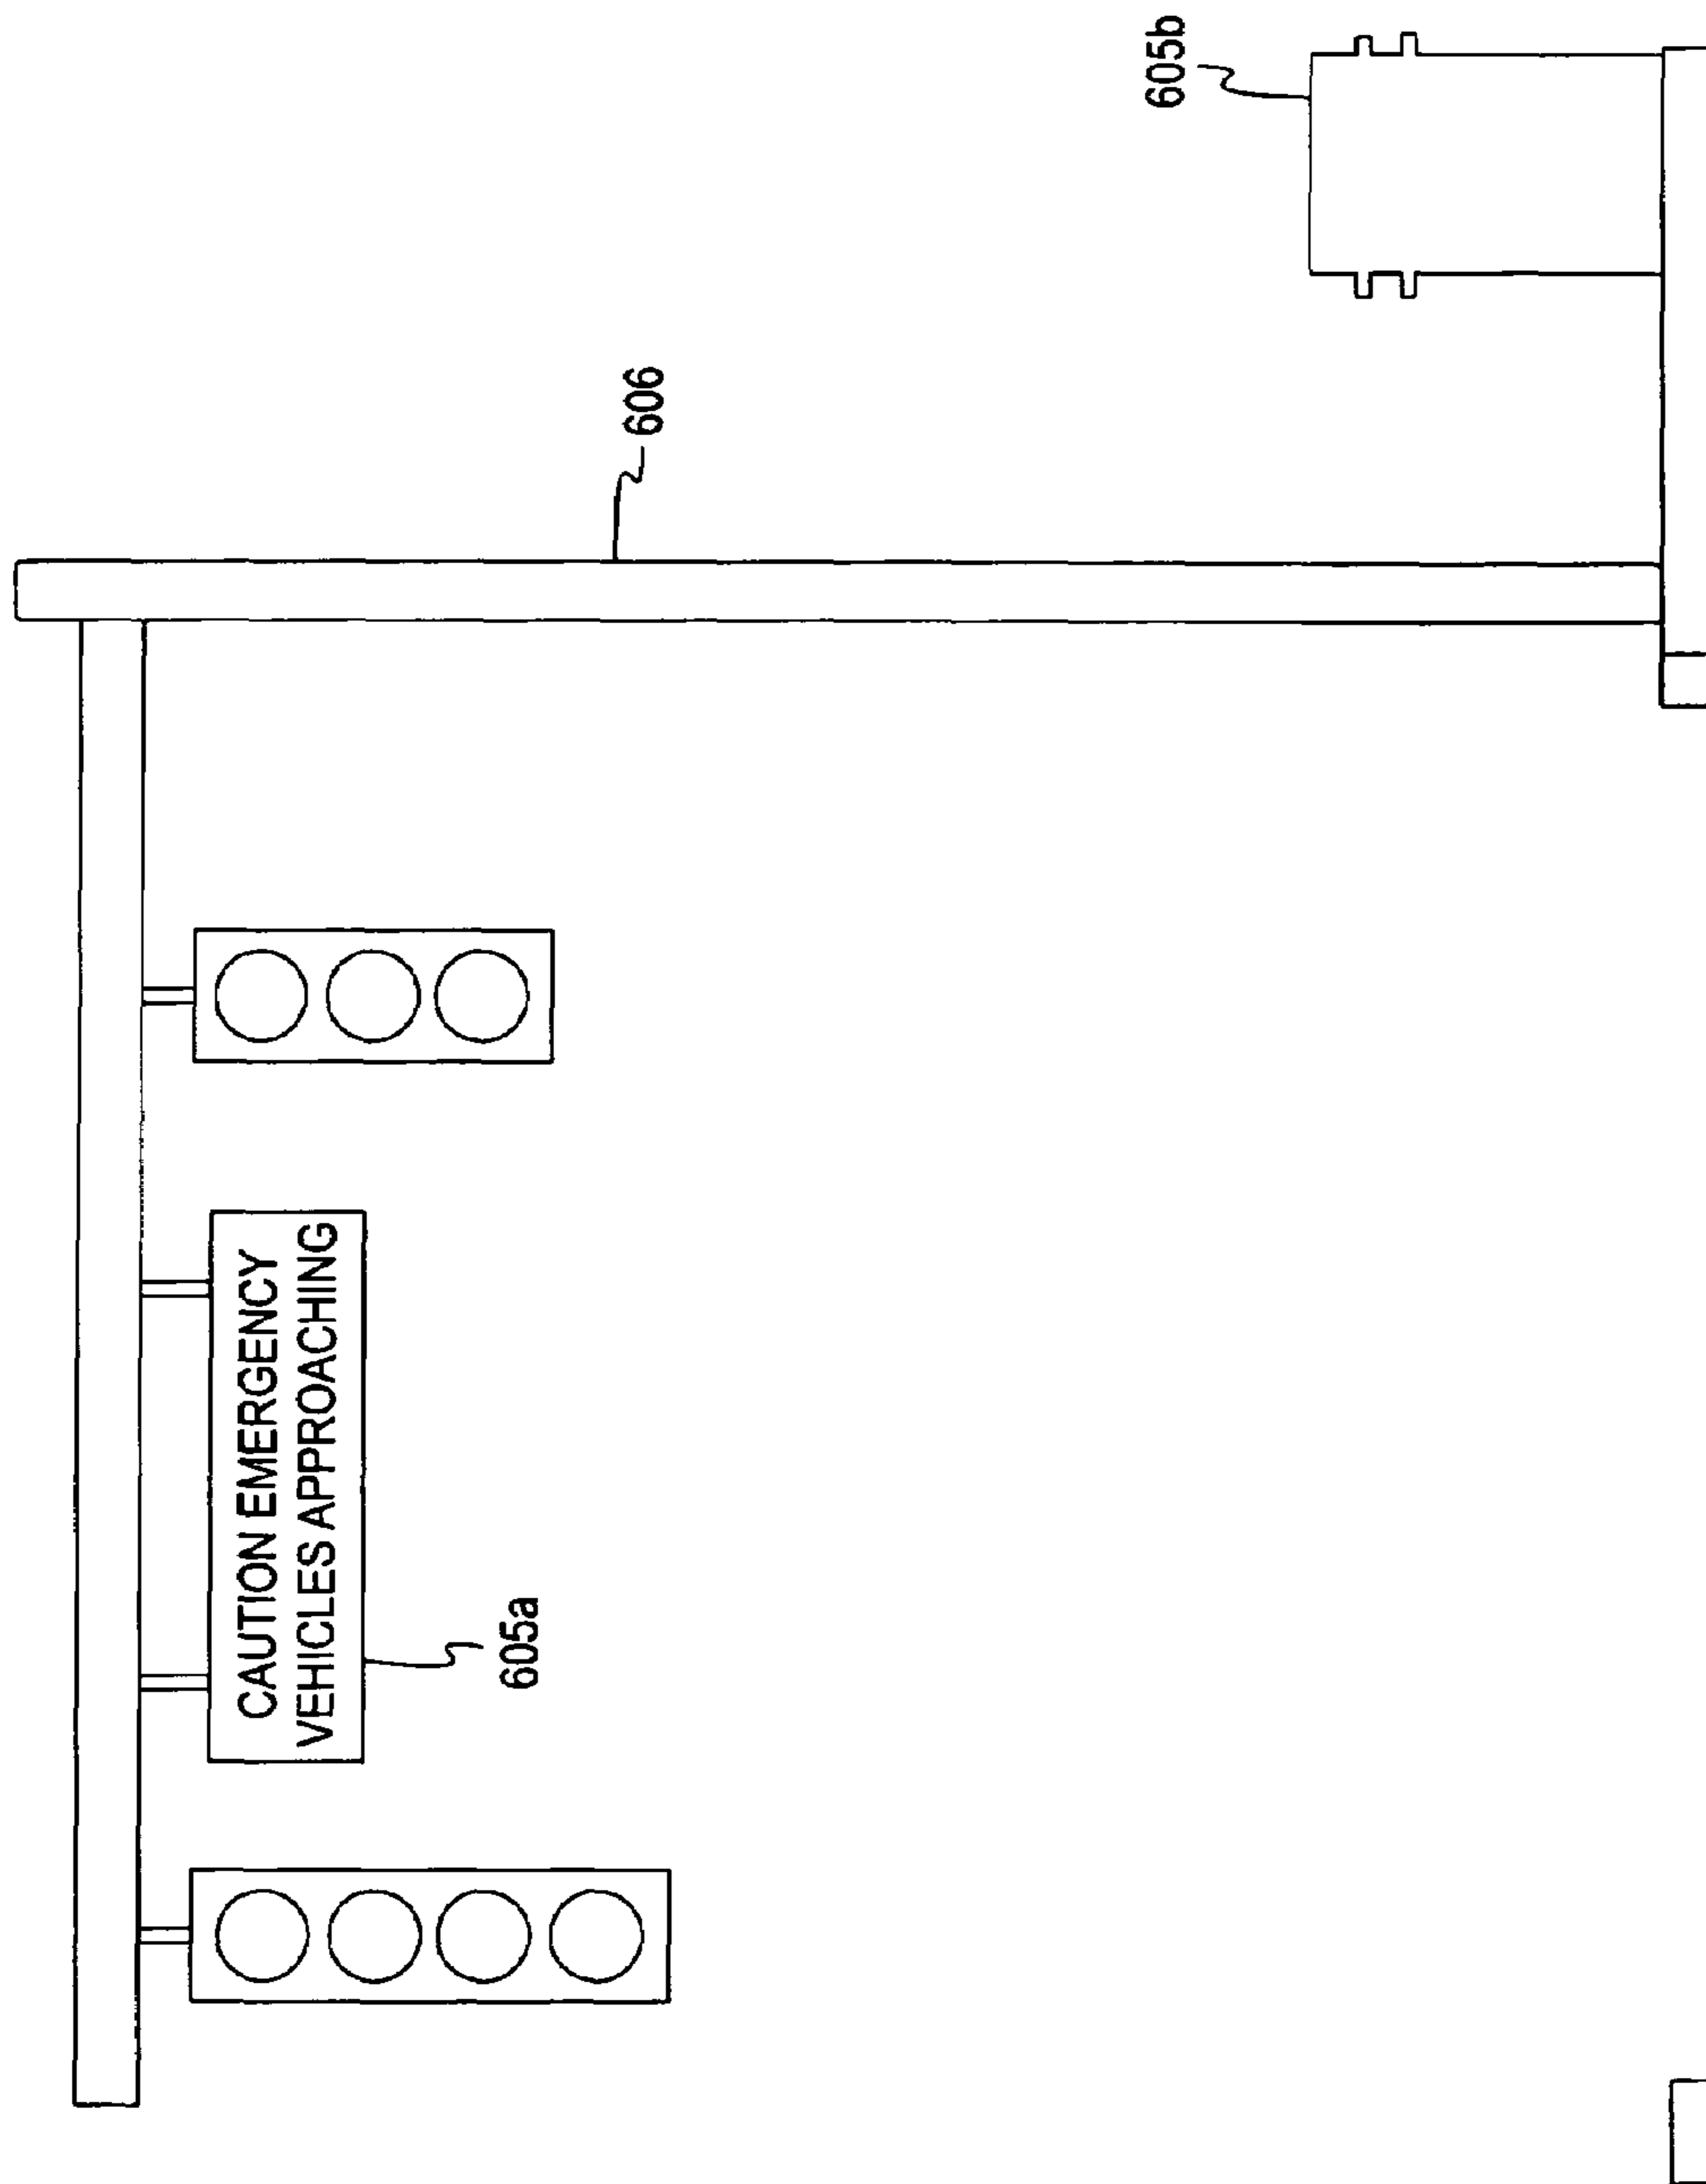 CAUTION EMERGENCY
VEHICLES APPROACHING
605a
606
605b